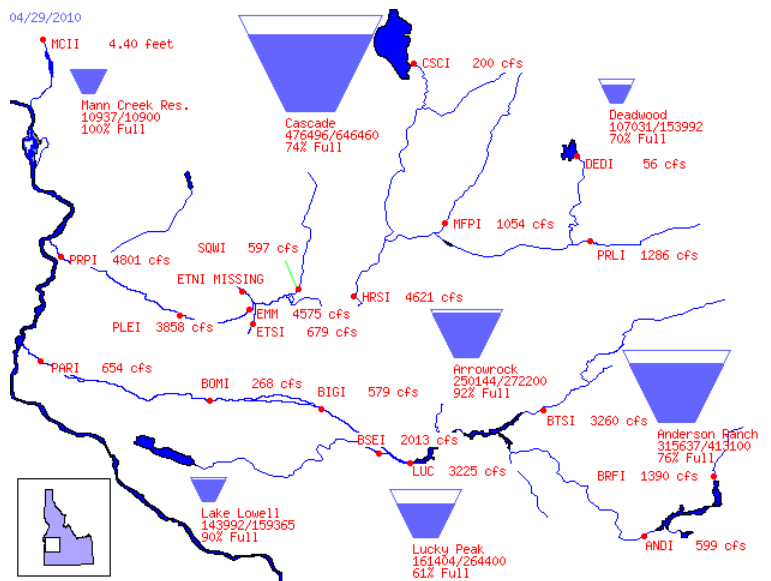 04/29/2010
MCII 4.40 feet
Mann Creek Res.
10937/10900
100% Full
Cascade
476496/646460
74% Full
CSCI 200 cfs
Deadwood
107031/153992
70% Full
DEDI 56 cfs
MFPI 1054 cfs
PRLI 1286 cfs
SQWI 597 cfs
PRPI 4801 cfs
ETNI MISSING
HRSI 4621 cfs
EMM 4575 cfs
PLEI 3858 cfs
ETSI 679 cfs
PARI 654 cfs
Arrowrock
250144/272200
92% Full
BOMI 268 cfs
BIGI 579 cfs
BTSI 3260 cfs
Anderson Ranch
315637/413100
76% Full
BSEI 2013 cfs
LUC 3225 cfs
BRFI 1390 cfs
Lake Lowell
143992/159365
90% Full
Lucky Peak
161404/264400
61% Full
ANDI 599 cfs